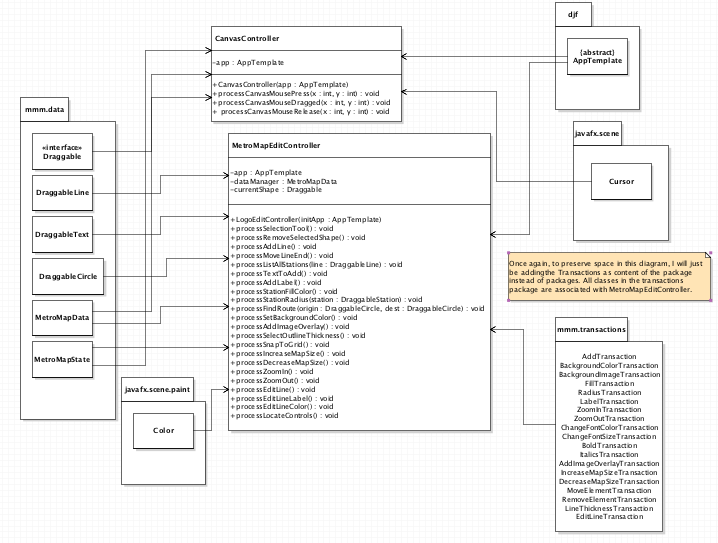 CanvasController
-app : AppTemplate
+CanvasController(app : AppTemplate)
+processCanvasMousePress(x : int, y : int) : void
+processCanvasMouseDragged(x : int, y : int) : void
+ processCanvasMouseRelease(x : int, y : int) : void
djf
{abstract}
AppTemplate
mmm.data
«interface»
Draggable
DraggableLine
DraggableText
DraggableCircle
MetroMapData
MetroMapState
MetroMapEditController
-app : AppTemplate
-dataManager : MetroMapData
-currentShape : Draggable
+LogoEditController(initApp : AppTemplate)
+processSelectionTool() : void
+processRemoveSelectedShape() : void
+processAddLine() : void
+processMoveLineEnd() : void
+processListAllStations(line : DraggableLine) : void
+processTextToAdd() : void
+processAddLabel() : void
+processStationFillColor() : void
+processStationRadius(station : DraggableStation) : void
+processFindRoute(origin : DraggableCircle, dest : DraggableCircle) : void
+processSetBackgroundColor() : void
+processAddImageOverlay() : void
+processSelectOutlineThickness() : void
+processSnapToGrid() : void
+processIncreaseMapSize() : void
+processDecreaseMapSize() : void
+processZoomIn() : void
+processZoomOut() : void
+processEditLine() : void
+processEditLineLabel() : void
+processEditLineColor() : void
+processLocateControls() : void
javafx.scene
Cursor
Once again, to preserve space in this diagram, I will just
be addingthe Transactions as content of the package
instead of packages. All classes in the transactions
package are associated with MetroMapEditController.
javafx.scene.paint
Color
mmm.transactions
AddTransaction
BackgroundColorTransaction
BackgroundImageTransaction
FillTransaction
RadiusTransaction
LabelTransaction
ZoomInTransaction
ZoomOutTransaction
ChangeFontColorTransaction
ChangeFontSizeTransaction
BoldTransaction
ItalicsTransaction
AddImageOverlayTransaction
IncreaseMapSizeTransaction
DecreaseMapSizeTransaction
MoveElementTransaction
RemoveElementTransaction
LineThicknessTransaction
EditLineTransaction